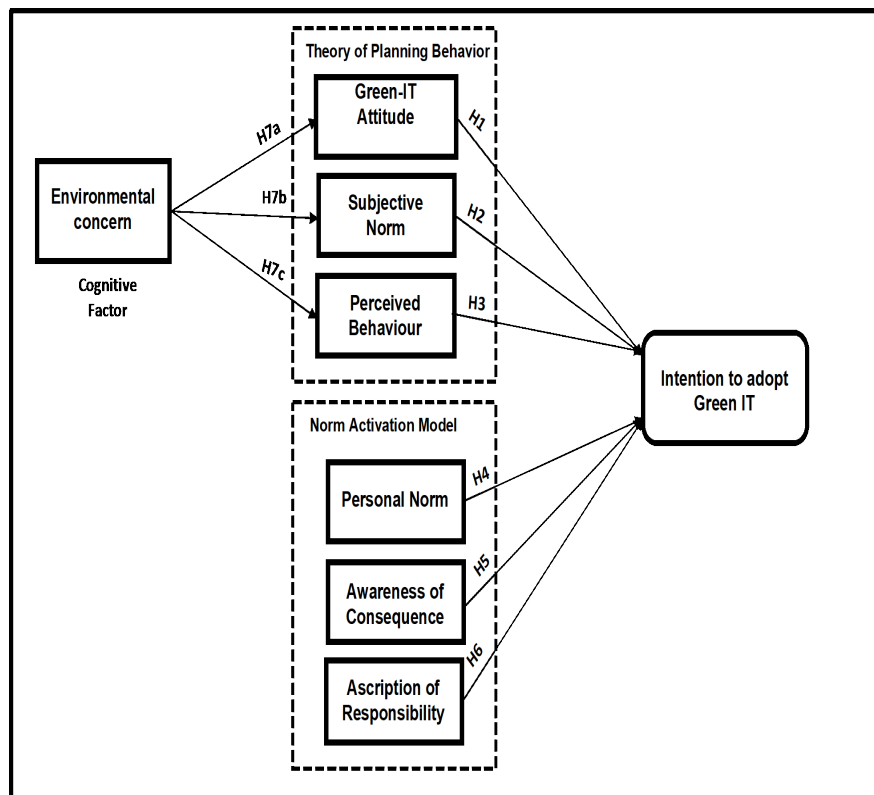 Theory of Planning Behavior
Green-IT
Attitude
H1
H7a
Environmental
concern
H7b
Subjective
Norm
H2
Cognitive
Factor
H7c
Perceived
Behaviour
H3
Intention to adopt
Green IT
Norm Activation Model
Personal Norm
H4
Awareness of
Consequence
H5
Ascription of
Responsibility
H6